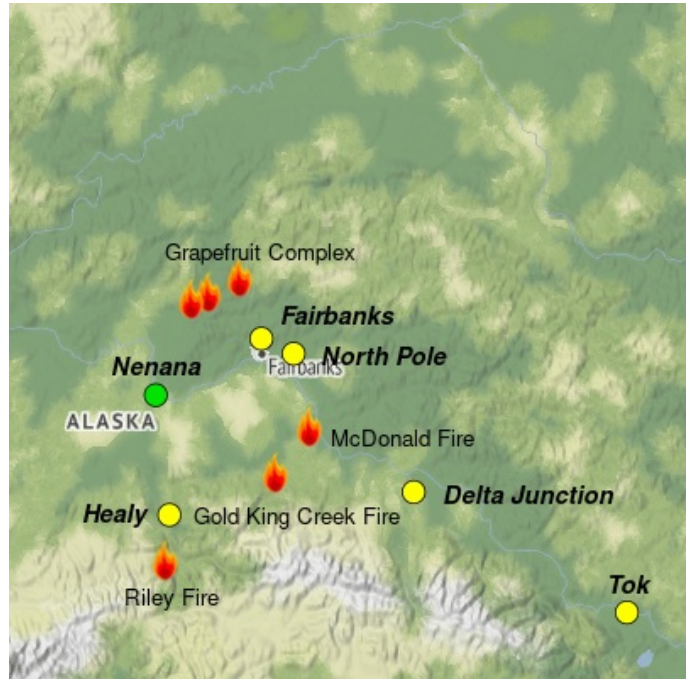 Grapefruit Complex
Fairbanks
North Pole
Fairbanks
Nenana
ALASKA
McDonald Fire
Delta Junction
Healy
Gold King Creek Fire
Tok
Riley Fire